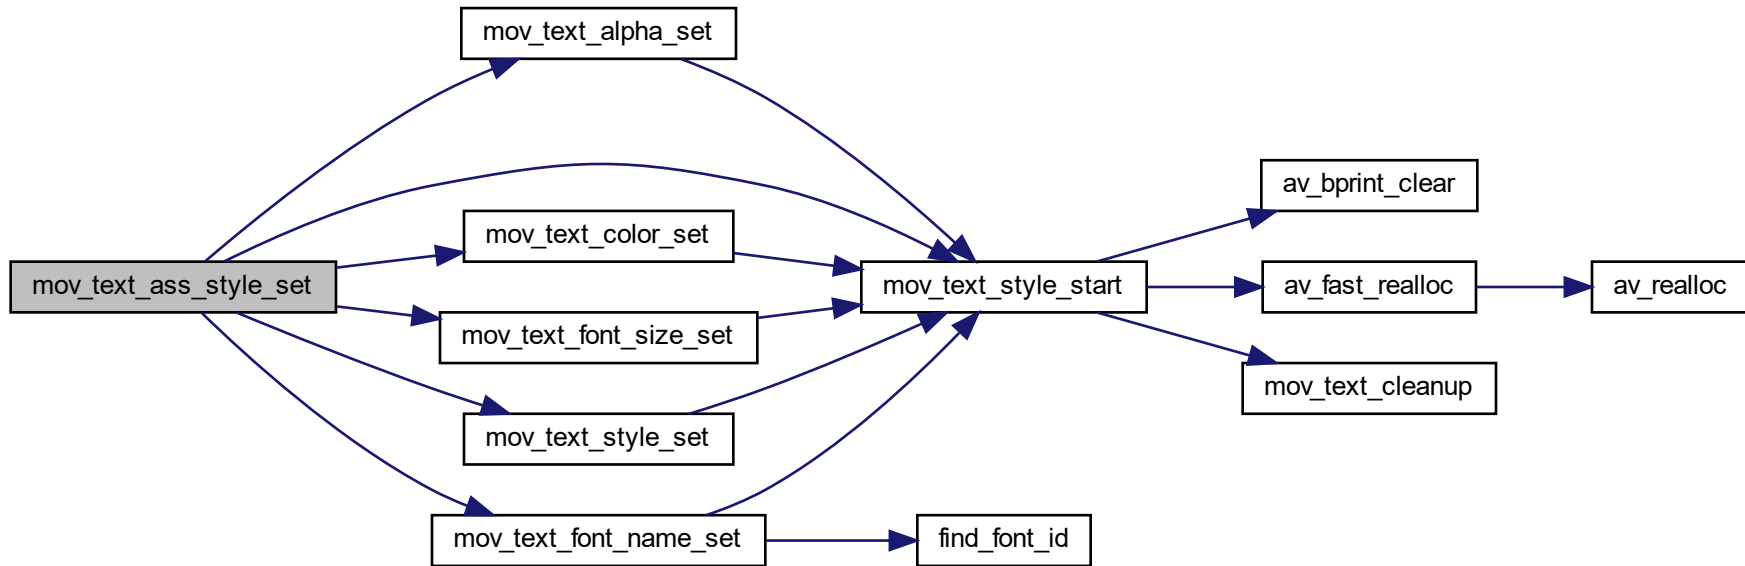 mov_text_alpha_set
av_bprint_clear
mov_text_color_set
mov_text_ass_style_set
mov_text_style_start
av_fast_realloc
av_realloc
mov_text_font_size_set
mov_text_cleanup
mov_text_style_set
mov_text_font_name_set
find_font_id